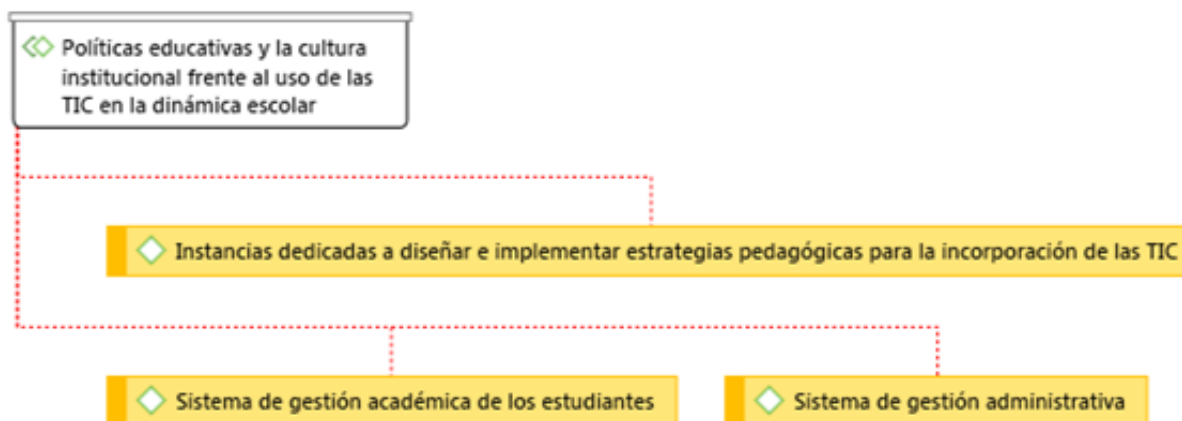 Políticas educativas y la cultura
institucional frente al uso de las
TIC en la dinámica escolar
Instancias dedicadas a diseñar e implementar estrategias pedagógicas para la incorporación de las TIC
Sistema de gestión académica de los estudiantes
Sistema de gestión administrativa